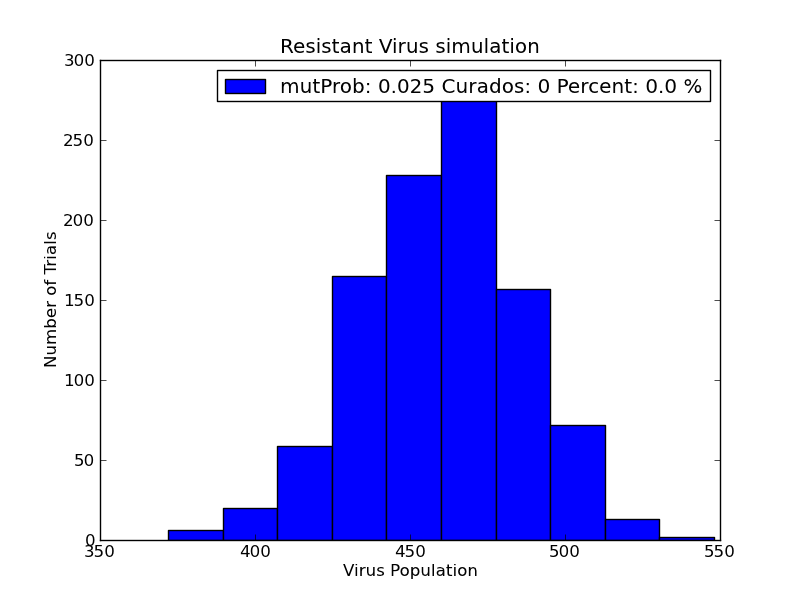 Resistant Virus simulation
mutProb: 0.025 Curados: 0 Percent: 0.0 %
300
250
200
150
100
50
0
Number of Trials
350 400 450 500 550
Virus Population